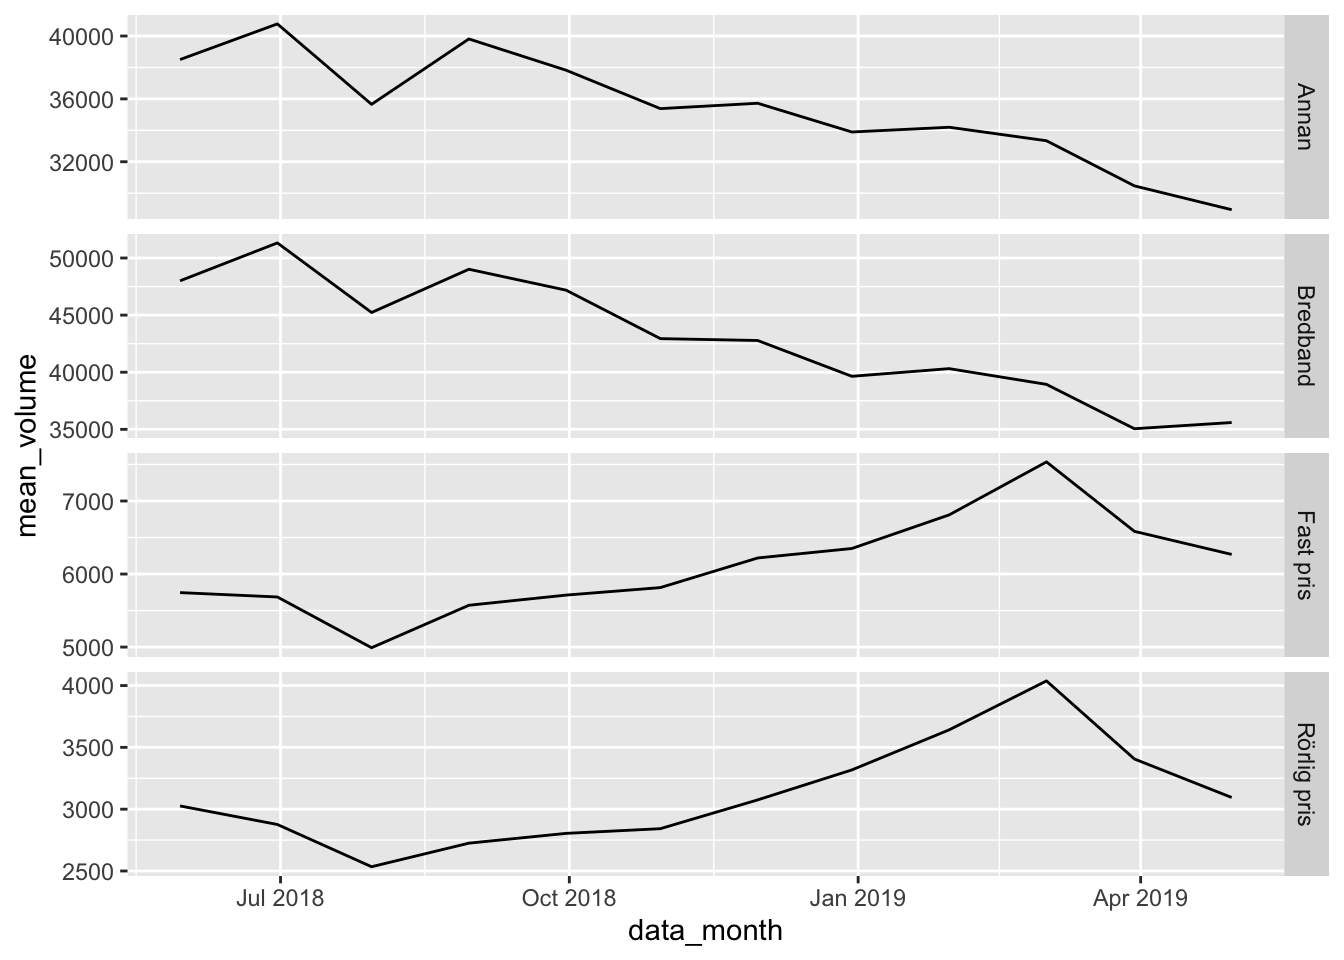 mean_volume
40000
36000
32000
Annan
50000
45000
40000
35000
Bredband
7000
6000
5000
Fast pris
4000
3500
3000
2500
Rörlig pris
Jul 2018
Oct 2018
Jan 2019
Apr 2019
data_month